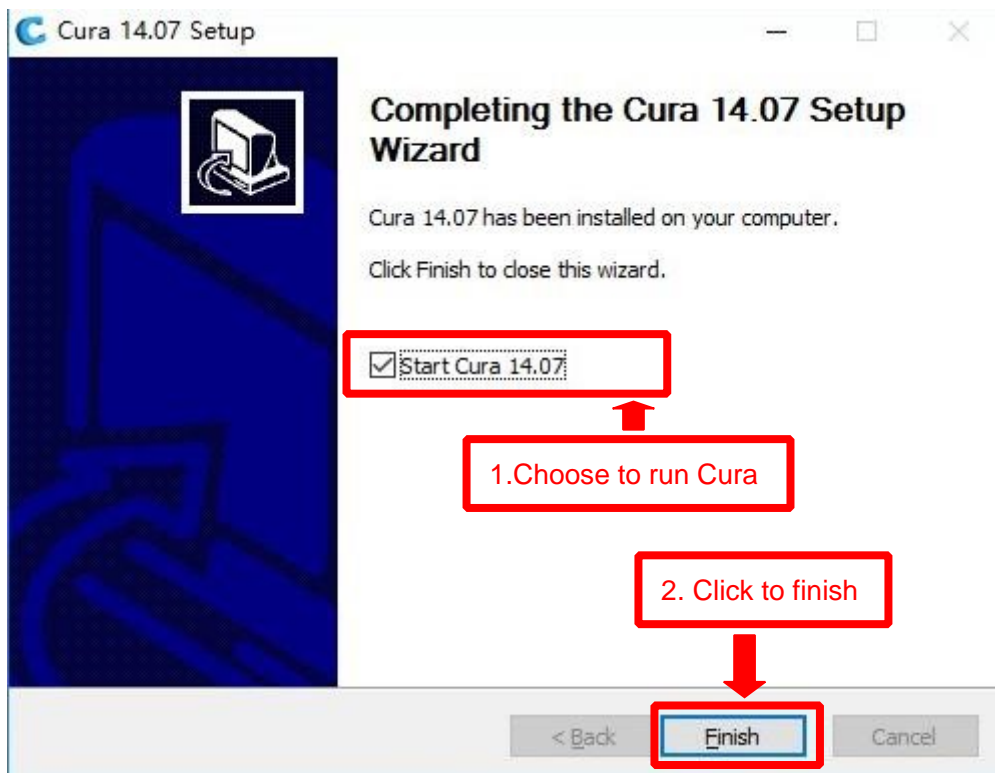 Cura 14.07 Setup
Completing the Cura 14.07 Setup
Wizard
Cura 14.07 has been installed on your computer.
Click Finish to close this wizard.
Start Cura 14.07
1.Choose to run Cura
2. Click to finish
< Back
Finish
Cancel